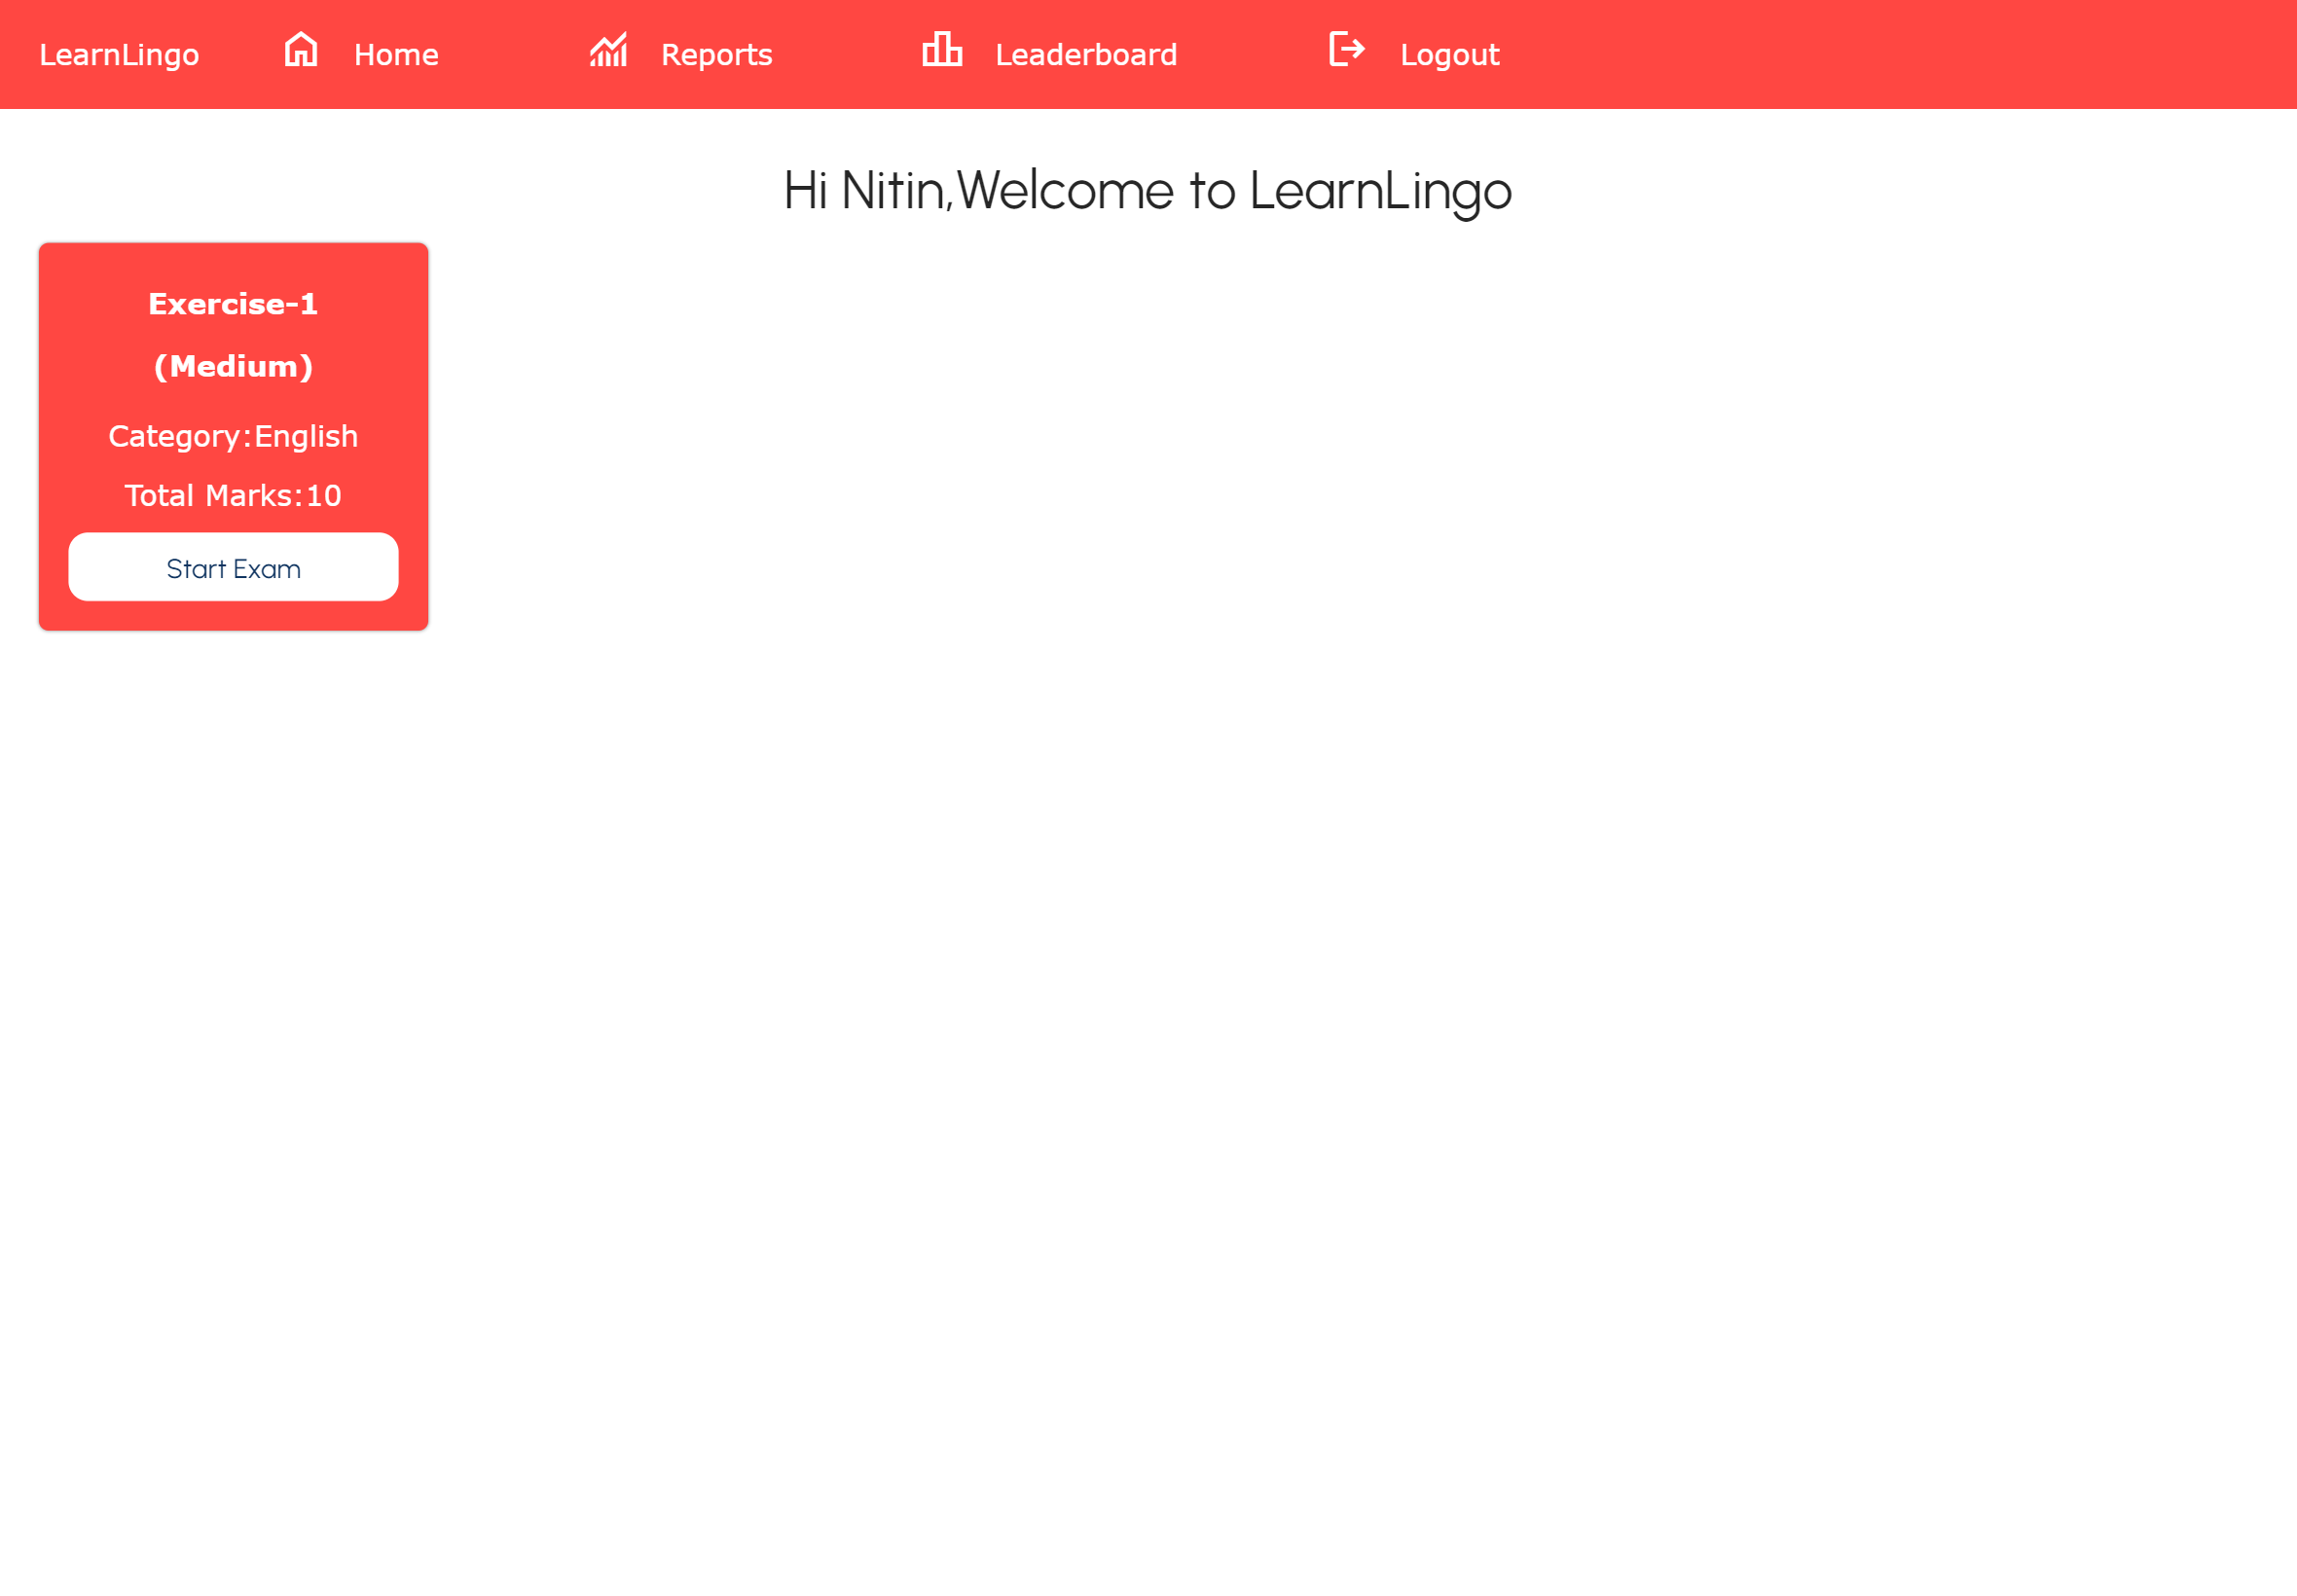 LearnLingo Home Reports Leaderboard Logout
Hi Nitin,Welcome to LearnLingo
Exercise-1
(Medium)
Category:English
Total Marks:10
Start Exam